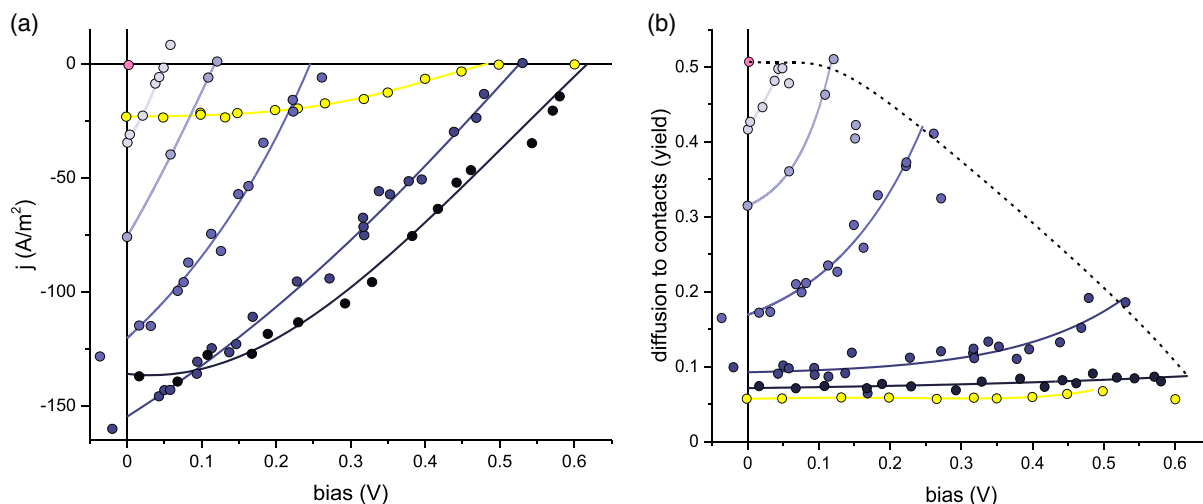 (a)
0
-50
-100
-150
j (A/m²)
0 0.1 0.2 0.3 0.4 0.5 0.6
bias (V)
(b)
0.5
0.4
0.3
0.2
0.1
0
diffusion to contacts (yield)
0 0.1 0.2 0.3 0.4 0.5 0.6
bias (V)